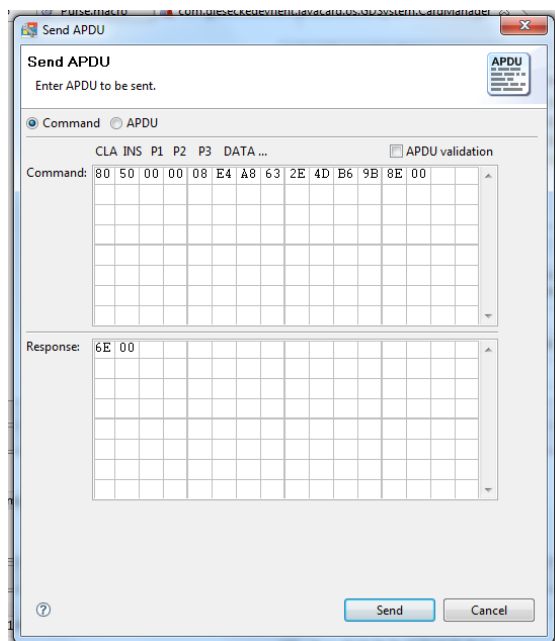 Purse.macro com.gieseckedevrient.javacard.os.GDSystem.CardManager
Send APDU
Send APDU
APDU
Enter APDU to be sent.
Command APDU
CLA INS P1 P2 P3 DATA ... APDU validation
Command: 80 50 00 00 08 E4 A8 63 2E 4D B6 9B 8E 00
Response: 6E 00
? Send Cancel